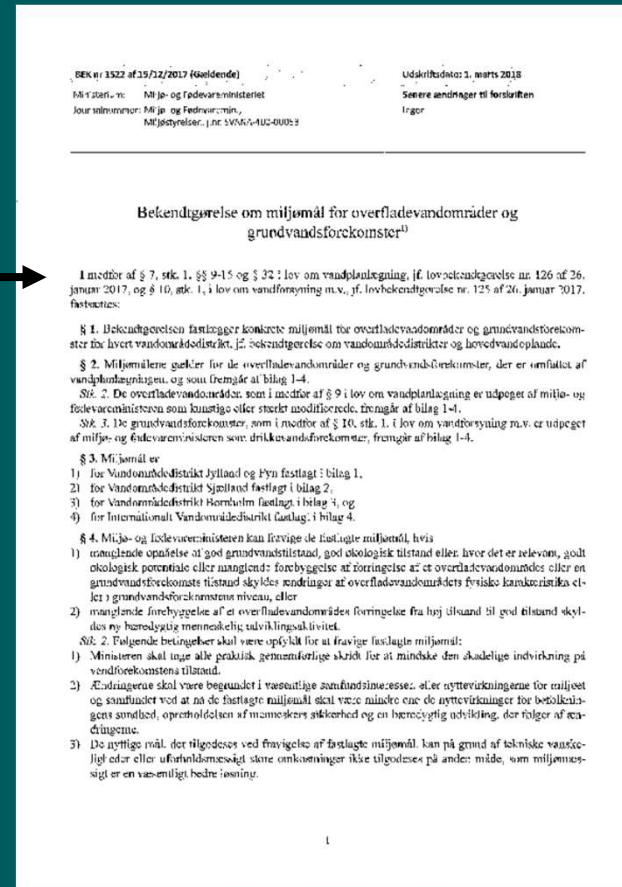 BEK nr 1522 af 15/12/2017 (Gældende)
Udskriftsdato: 1. marts 2018
Ministerium: Miljø- og Fødevareministeriet
Senere ændringer til forskriften
Journalnummer: Miljø- og Fødevaremin.,
Ingen
Miljøstyrelsen, j.nr. SVANA-400-00053
Bekendtgørelse om miljømål for overfladevandområder og
grundvandsforekomster1)
I medfør af § 7, stk. 1, §§ 9-15 og § 32 i lov om vandplanlægning, jf. lovbekendtgørelse nr. 126 af 26.
januar 2017, og § 10, stk. 1, i lov om vandforsyning m.v., jf. lovbekendtgørelse nr. 125 af 26. januar 2017,
fastsættes:
§ 1. Bekendtgørelsen fastlægger konkrete miljømål for overfladevandområder og grundvandsforekom-
ster for hvert vandområdedistrikt, jf. bekendtgørelse om vandområdedistrikter og hovedvandoplande.
§ 2. Miljømålene gælder for de overfladevandområder og grundvandsforekomster, der er omfattet af
vandplanlægningen, og som fremgår af bilag 1-4.
Stk. 2. De overfladevandområder, som i medfør af § 9 i lov om vandplanlægning er udpeget af miljø- og
fødevareministeren som kunstige eller stærkt modificerede, fremgår af bilag 1-4.
Stk. 3. De grundvandsforekomster, som i medfør af § 10, stk. 1, i lov om vandforsyning m.v. er udpeget
af miljø- og fødevareministeren som drikkevandsforekomster, fremgår af bilag 1-4.
§ 3. Miljømål er
1) for Vandområdedistrikt Jylland og Fyn fastlagt i bilag 1,
2) for Vandområdedistrikt Sjælland fastlagt i bilag 2,
3) for Vandområdedistrikt Bornholm fastlagt i bilag 3, og
4) for Internationalt Vandområdedistrikt fastlagt i bilag 4.
§ 4. Miljø- og fødevareministeren kan fravige de fastlagte miljømål, hvis
1) manglende opnåelse af god grundvandstilstand, god økologisk tilstand eller, hvor det er relevant, godt
økologisk potentiale eller manglende forebyggelse af forringelse af et overfladevandområdes eller en
grundvandsforekomsts tilstand skyldes ændringer af overfladevandområdets fysiske karakteristika el-
ler i grundvandsforekomstens niveau, eller
2) manglende forebyggelse af et overfladevandområdes forringelse fra høj tilstand til god tilstand skyl-
des ny bæredygtig menneskelig udviklingsaktivitet.
Stk. 2. Følgende betingelser skal være opfyldt for at fravige fastlagte miljømål:
1) Ministeren skal tage alle praktisk gennemførlige skridt for at mindske den skadelige indvirkning på
vandforekomstens tilstand.
2) Ændringerne skal være begrundet i væsentlige samfundsinteresser, eller nyttevirkningerne for miljøet
og samfundet ved at nå de fastlagte miljømål skal være mindre end de nyttevirkninger for befolknin-
gens sundhed, opretholdelsen af menneskers sikkerhed og en bæredygtig udvikling, der følger af æn-
dringerne.
3) De nyttige mål, der tilgodeses ved fravigelse af fastlagte miljømål, kan på grund af tekniske vanske-
ligheder eller uforholdsmæssigt store omkostninger ikke tilgodeses på anden måde, som miljømæs-
sigt er en væsentligt bedre løsning.
1